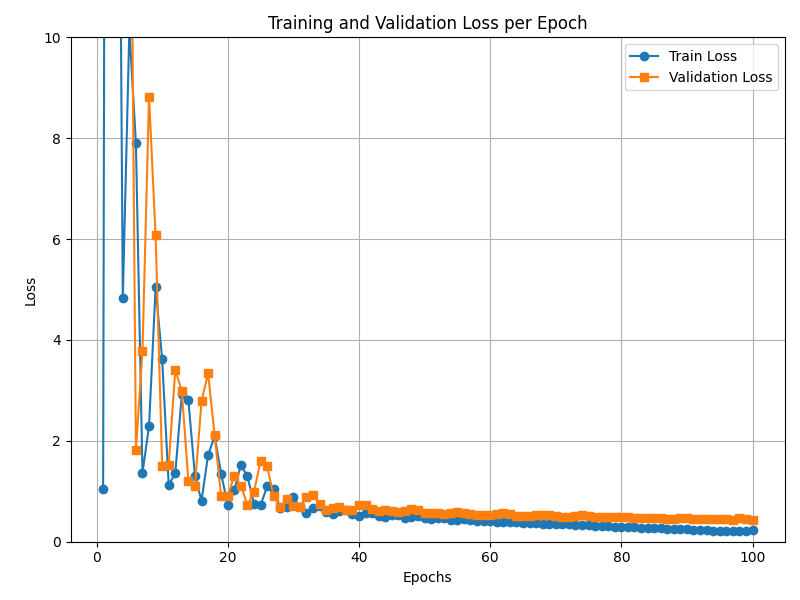 Training and Validation Loss per Epoch
Train Loss
Validation Loss
Loss
10
8
6
4
2
0
0 20 40 60 80 100
Epochs